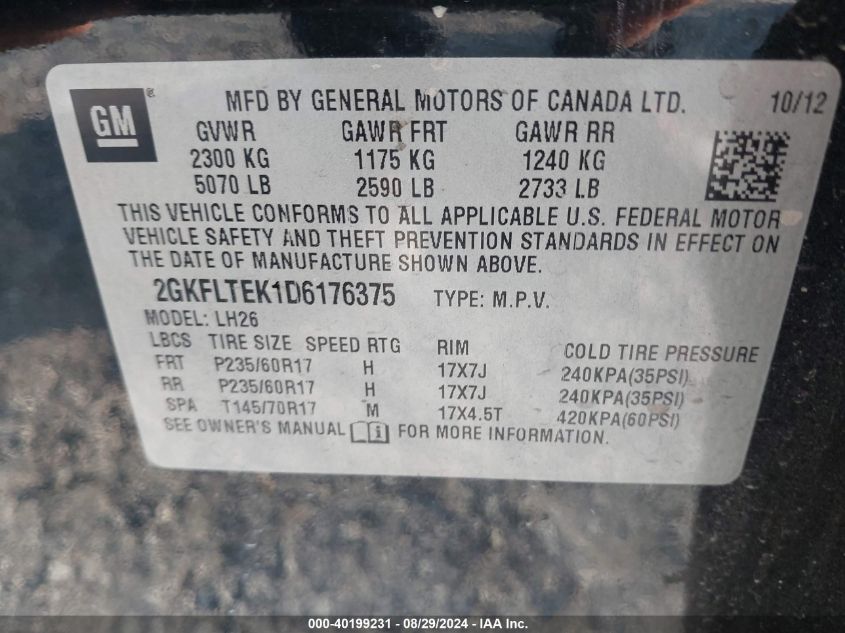 GM ® MFD BY GENERAL MOTORS OF CANADA LTD. 10/12
GVWR GAWR FRT GAWR RR
2300 KG 1175 KG 1240 KG
5070 LB 2590 LB 2733 LB
THIS VEHICLE CONFORMS TO ALL APPLICABLE U.S. FEDERAL MOTOR
VEHICLE SAFETY AND THEFT PREVENTION STANDARDS IN EFFECT ON
THE DATE OF MANUFACTURE SHOWN ABOVE.
2GKFLTEK1D6176375 TYPE: M.P.V.
MODEL: LH26
LBCS TIRE SIZE SPEED RTG RIM COLD TIRE PRESSURE
FRT P235/60R17 H 17X7J 240KPA(35PSI)
RR P235/60R17 H 17X7J 240KPA(35PSI)
SPA T145/70R17 M 17X4.5T 420KPA(60PSI)
SEE OWNER'S MANUAL i FOR MORE INFORMATION.
000-40199231 - 08/29/2024 - IAA Inc.